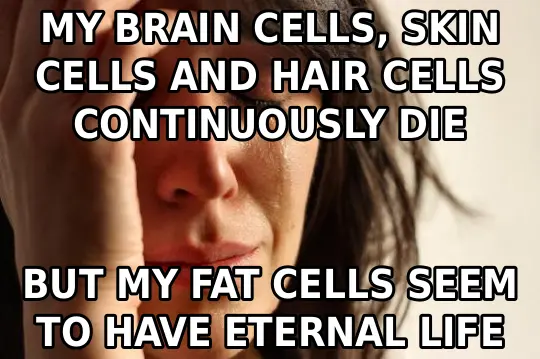 MY BRAIN CELLS, SKIN
CELLS AND HAIR CELLS
CONTINUOUSLY DIE
BUT MY FAT CELLS SEEM
TO HAVE ETERNAL LIFE